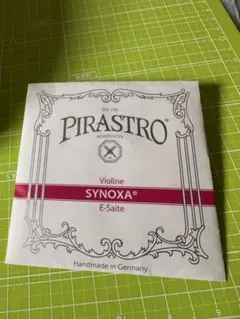 PIRASTRO®
Violine
SYNOXA®
E-Saite
Handmade in Germany